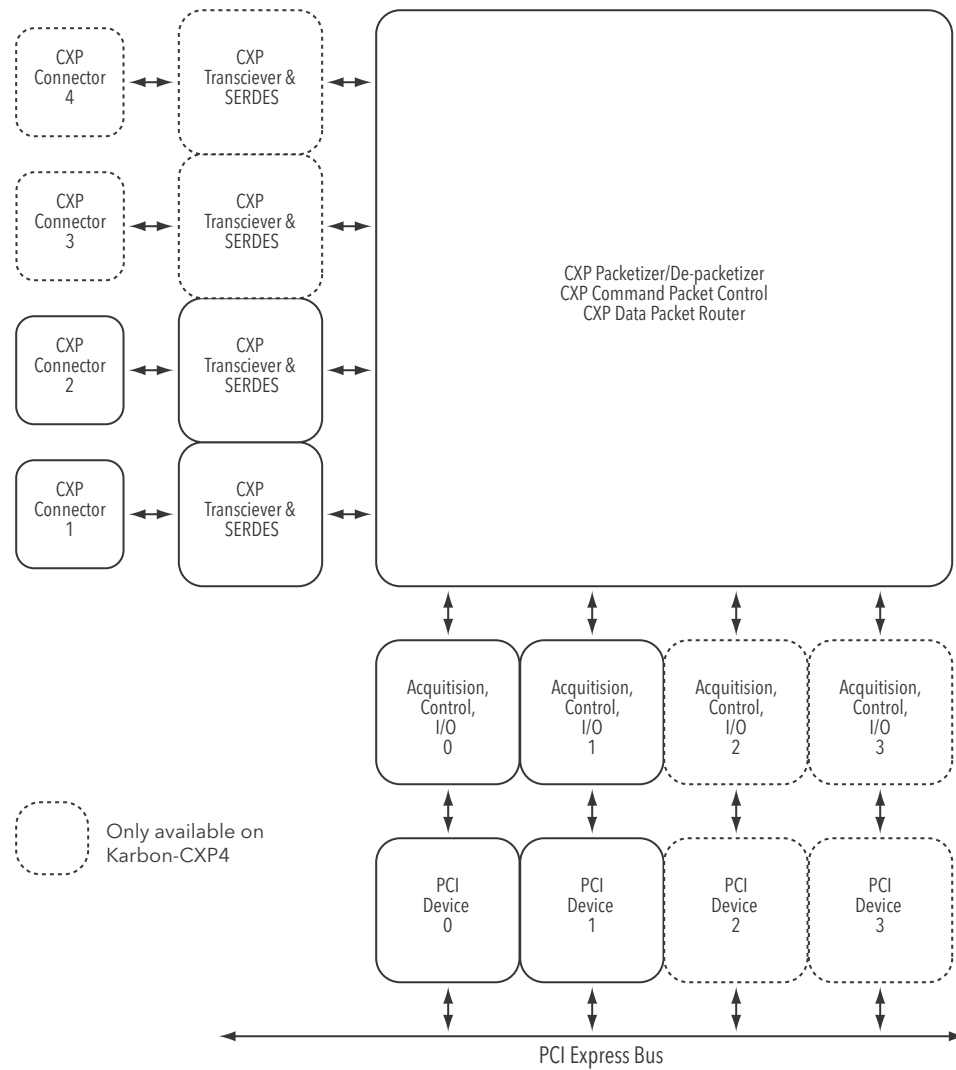 CXP
Connector
4
CXP
Transciever &
SERDES
CXP
Connector
3
CXP
Transciever &
SERDES
CXP Packetizer/De-packetizer
CXP Command Packet Control
CXP Data Packet Router
CXP
Connector
2
CXP
Transciever &
SERDES
CXP
Connector
1
CXP
Transciever &
SERDES
Acquitision,
Control,
I/O
0
Acquitision,
Control,
I/O
1
Acquitision,
Control,
I/O
2
Acquitision,
Control,
I/O
3
Only available on
Karbon-CXP4
PCI
Device
0
PCI
Device
1
PCI
Device
2
PCI
Device
3
PCI Express Bus